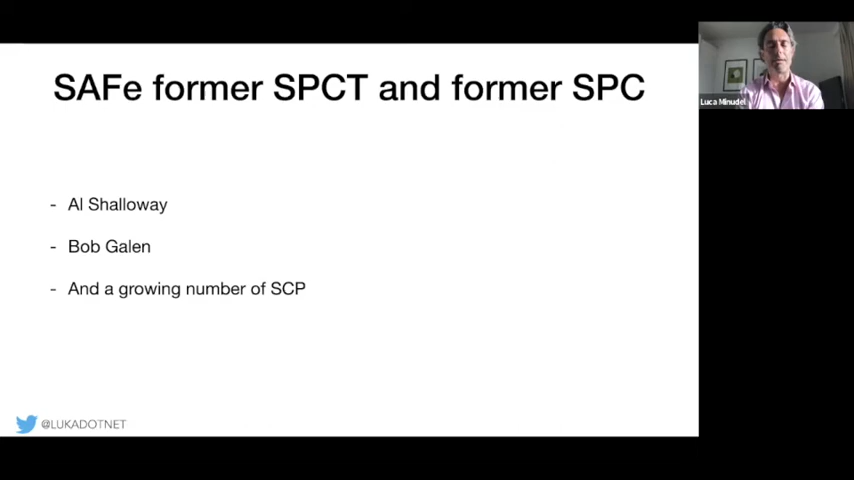 SAFe former SPCT and former SPC
Luca Minudel
- Al Shalloway
- Bob Galen
- And a growing number of SCP
@LUKADOTNET